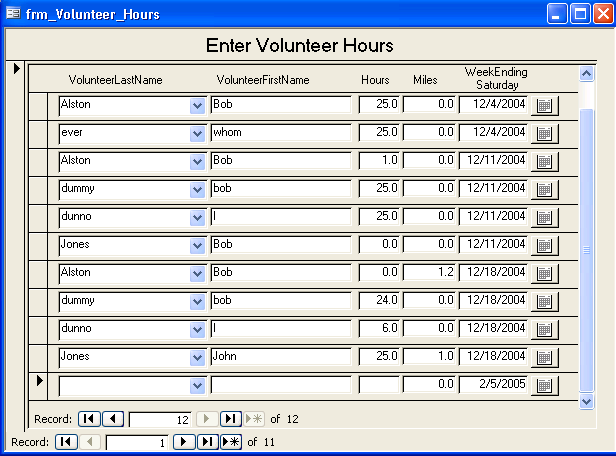 frm_Volunteer_Hours
Enter Volunteer Hours
VolunteerLastName VolunteerFirstName Hours Miles WeekEnding Saturday
Alston Bob 25.0 0.0 12/4/2004
ever whom 25.0 0.0 12/4/2004
Alston Bob 1.0 0.0 12/11/2004
dummy bob 25.0 0.0 12/11/2004
dunno I 25.0 0.0 12/11/2004
Jones Bob 0.0 0.0 12/11/2004
Alston Bob 0.0 1.2 12/18/2004
dummy bob 24.0 0.0 12/18/2004
dunno I 6.0 0.0 12/18/2004
Jones John 25.0 1.0 12/18/2004
0.0 2/5/2005
Record: 12 of 12
Record: 1 of 11